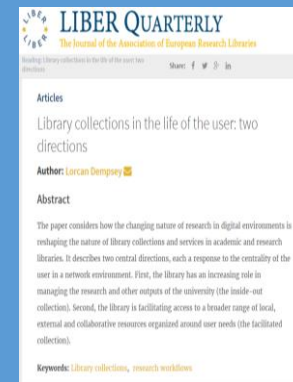 LIBER QUARTERLY
The Journal of the Association of European Research Libraries
Reading: Library collections in the life of the user: two
directions
Share: f in
Articles
Library collections in the life of the user: two
directions
Author: Lorcan Dempsey
Abstract
The paper considers how the changing nature of research in digital environments is
reshaping the nature of library collections and services in academic and research
libraries. It describes two central directions, each a response to the centrality of the
user in a network environment. First, the library has an increasing role in
managing the research and other outputs of the university (the inside-out
collection). Second, the library is facilitating access to a broader range of local,
external and collaborative resources organized around user needs (the facilitated
collection).
Keywords: Library collections, research workflows